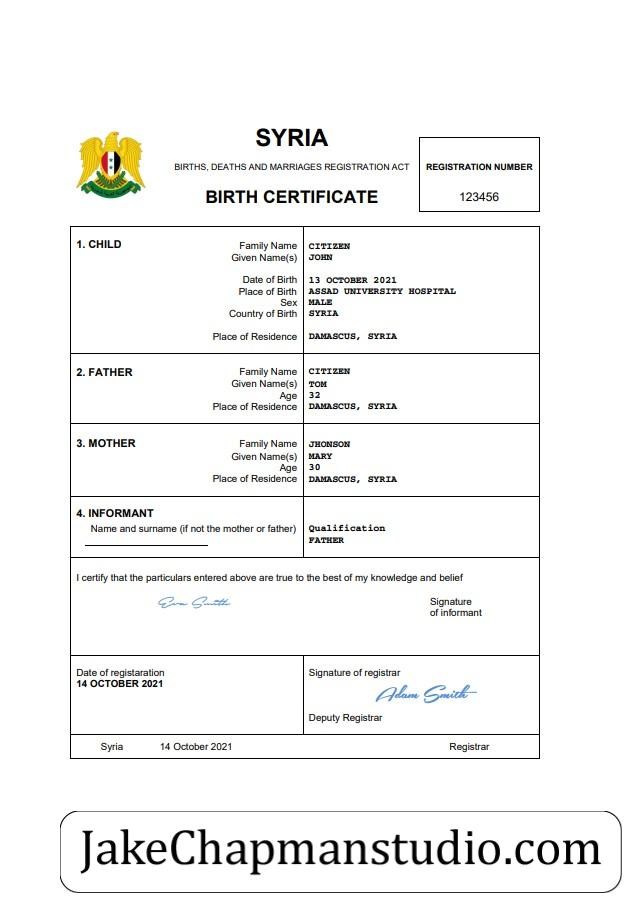 SYRIA
BIRTHS, DEATHS AND MARRIAGES REGISTRATION ACT
BIRTH CERTIFICATE
REGISTRATION NUMBER
123456
1. CHILD
Family Name CITIZEN
Given Name(s) JOHN
Date of Birth 13 OCTOBER 2021
Place of Birth ASSAD UNIVERSITY HOSPITAL
Sex MALE
Country of Birth SYRIA
Place of Residence DAMASCUS, SYRIA
2. FATHER
Family Name CITIZEN
Given Name(s) TOM
Age 32
Place of Residence DAMASCUS, SYRIA
3. MOTHER
Family Name JHONSON
Given Name(s) MARY
Age 30
Place of Residence DAMASCUS, SYRIA
4. INFORMANT
Name and surname (if not the mother or father)
Qualification
FATHER
I certify that the particulars entered above are true to the best of my knowledge and belief
Eva Smith
Signature
of informant
Date of registaration
14 OCTOBER 2021
Signature of registrar
Adam Smith
Deputy Registrar
Syria 14 October 2021 Registrar
JakeChapmanstudio.com